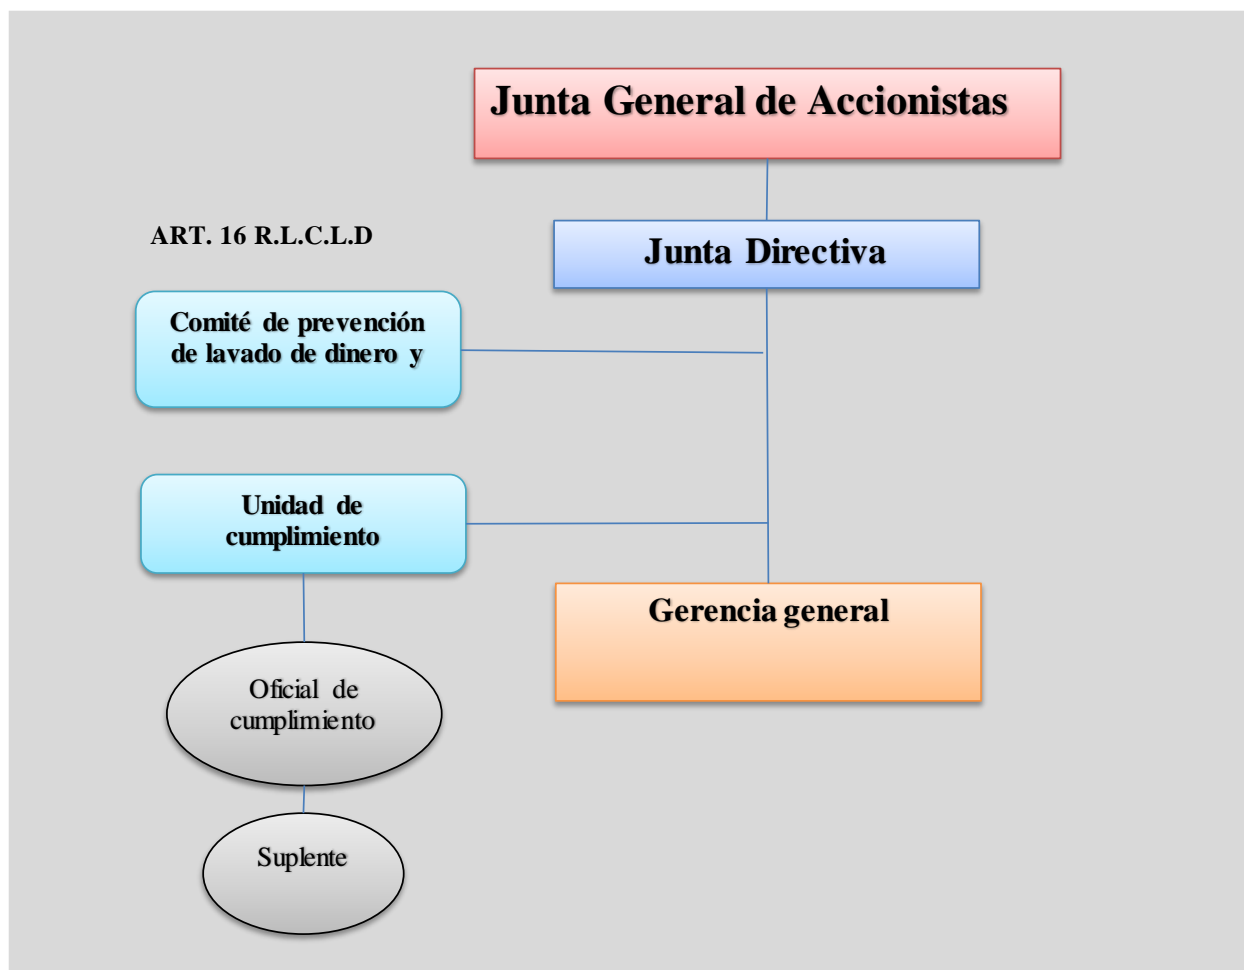 Junta General de Accionistas
ART. 16 R.L.C.L.D
Junta Directiva
Comité de prevención
de lavado de dinero y
Unidad de
cumplimiento
Gerencia general
Oficial de
cumplimiento
Suplente